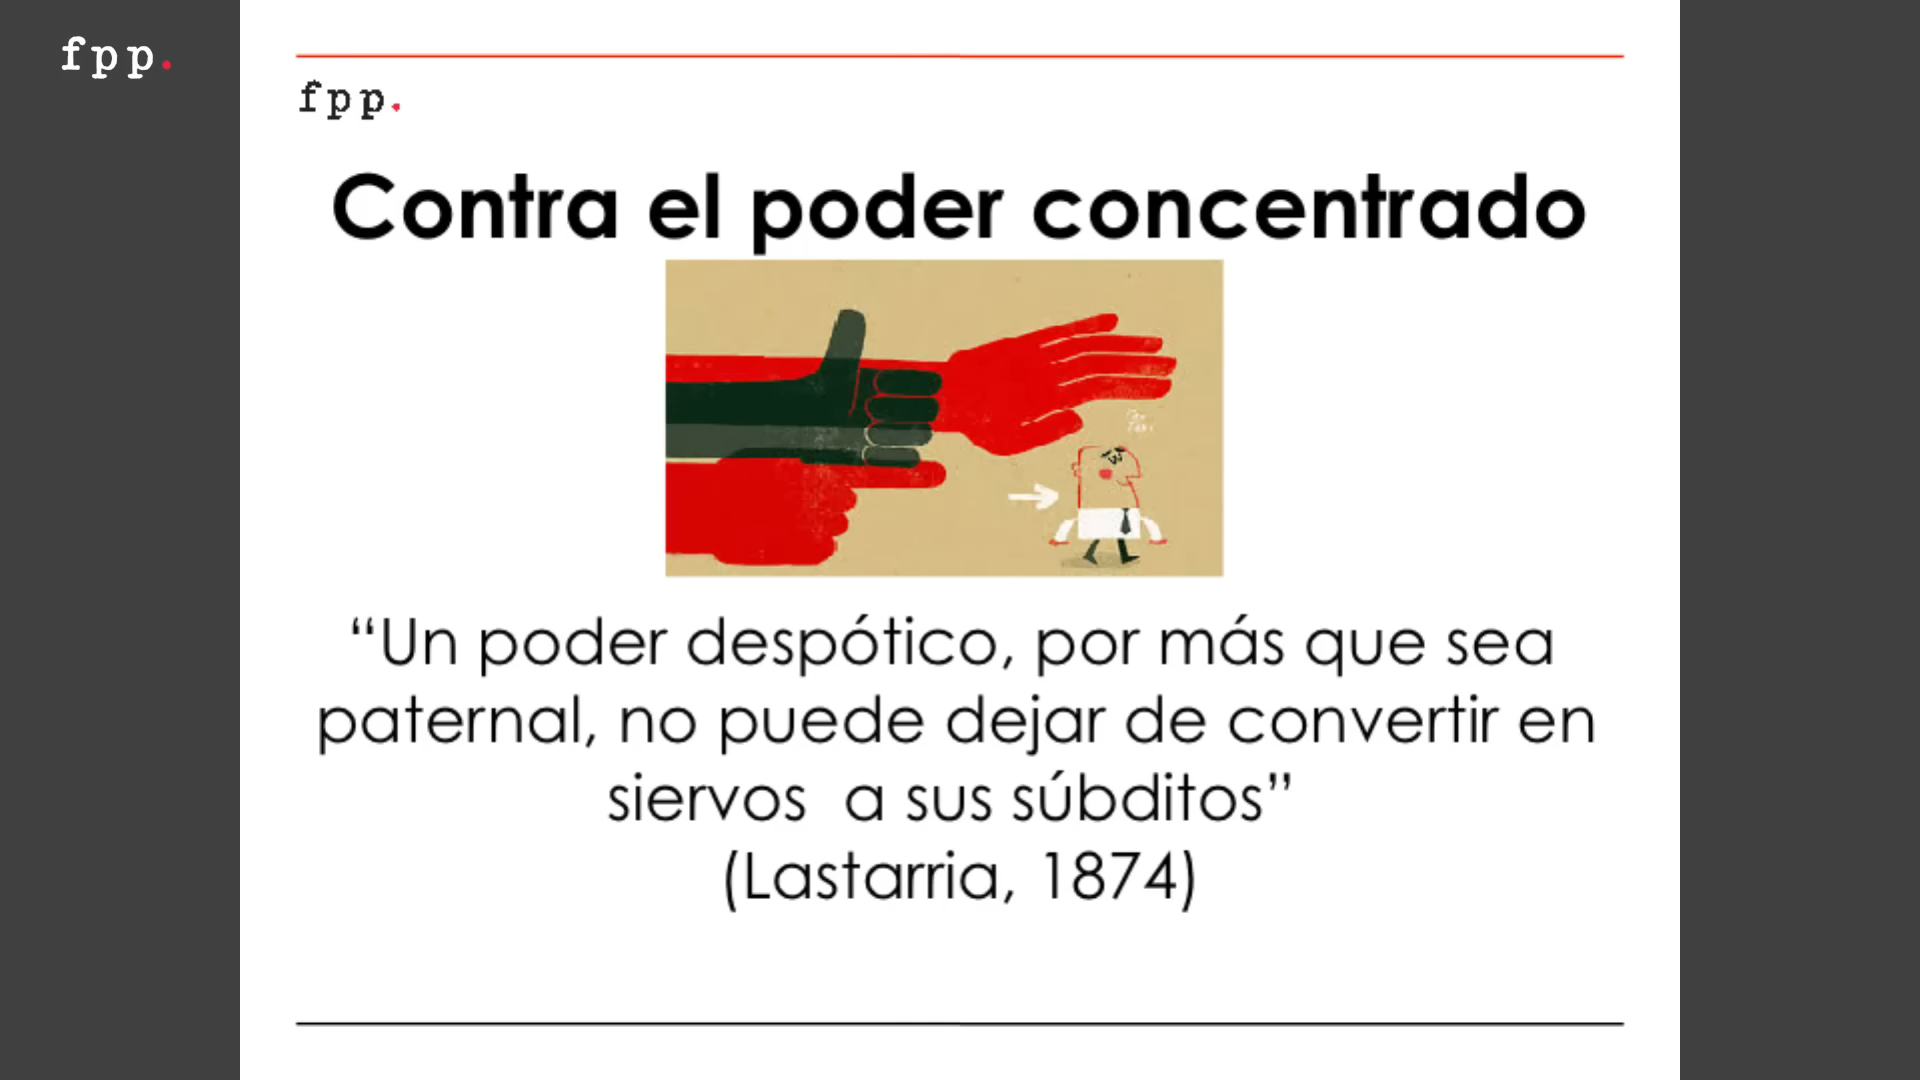 fpp.
fpp.
Contra el poder concentrado
“Un poder despótico, por más que sea
paternal, no puede dejar de convertir en
siervos  a sus súbditos”
(Lastarria, 1874)